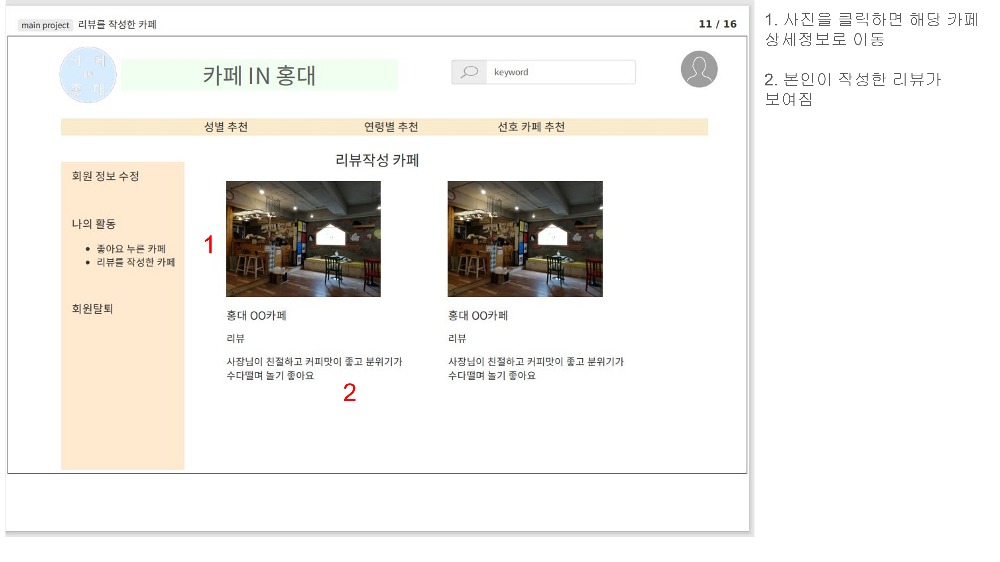 main project 리뷰를 작성한 카페
11 / 16
카 페
IN
홍 대
카페 IN 홍대
keyword
성별 추천
연령별 추천
선호 카페 추천
회원 정보 수정
나의 활동
• 좋아요 누른 카페
• 리뷰를 작성한 카페
회원탈퇴
리뷰작성 카페
1
홍대 OO카페
리뷰
사장님이 친절하고 커피맛이 좋고 분위기가
수다떨며 놀기 좋아요
2
홍대 OO카페
리뷰
사장님이 친절하고 커피맛이 좋고 분위기가
수다떨며 놀기 좋아요
1. 사진을 클릭하면 해당 카페
상세정보로 이동
2. 본인이 작성한 리뷰가
보여짐